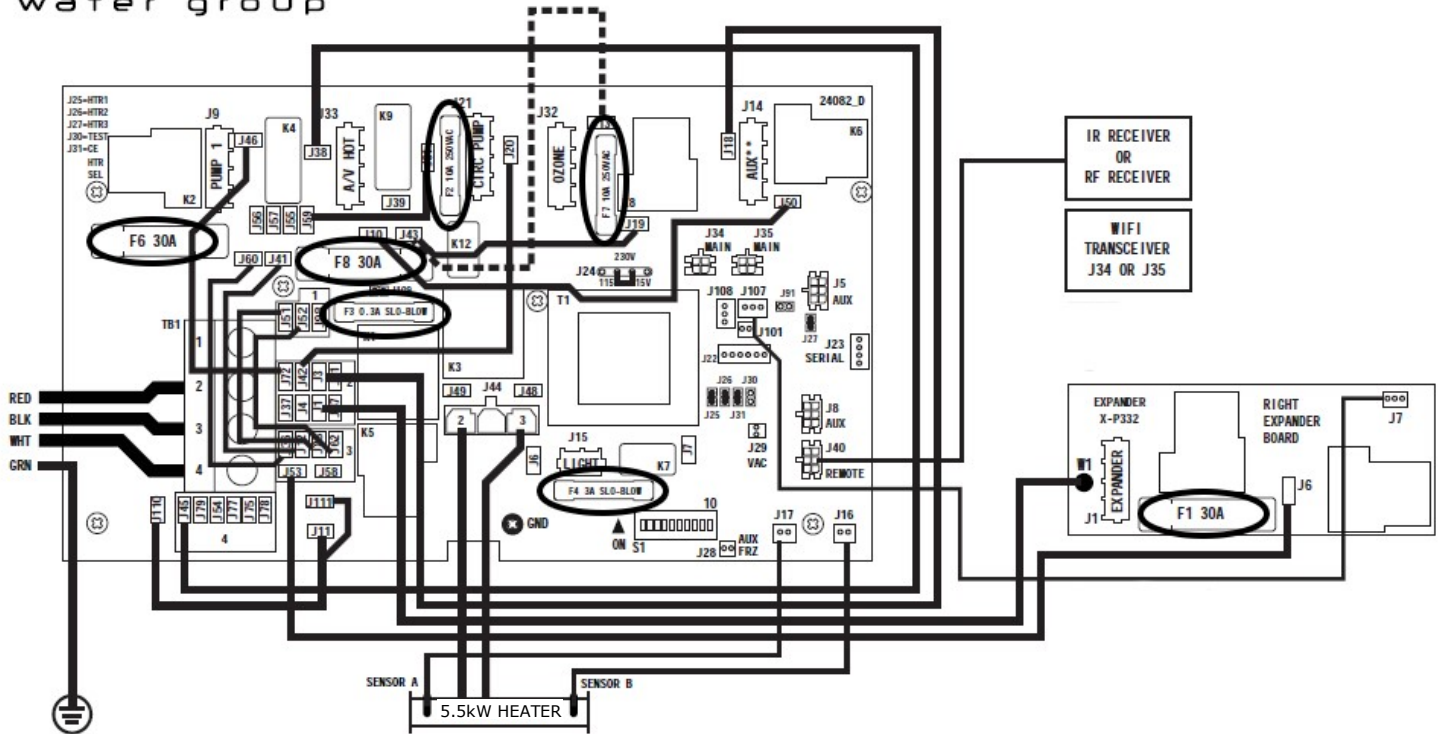 water group
J25=HTR1
J26=HTR2
J27=HTR3
J30=TEST
J31=CE
HTR
SEL
J9
J46
PUMP 1
K2
K4
J33
J38
A/V HOT
K9
J39
J21
F2 10A 250VAC
CIRC PUMP
J20
J32
OZONE
F7 10A 250VAC
J19
J14
J18
AUX**
24082_D
K6
J50
J56
J57
J55
J59
F6 30A
J10
J43
K12
F8 30A
J60
J41
J34
MAIN
J35
MAIN
230V
J24
115
15V
T1
F3 0.3A SLO-BLOW
J108
J107
J91
J5
AUX
J101
J27
J22
J23
SERIAL
TB1
1
2
3
4
1
J51
J52
K3
J72
J42
J3
2
J37
J4
J1
J49
J44
J48
2
3
J26
J30
J25
J31
J8
AUX
K5
J62
3
J53
J58
J6
J15
LIGHT
K7
J7
J29
VAC
J40
REMOTE
F4 3A SLO-BLOW
J110
J45
J79
J54
J77
J75
J78
4
J111
J11
GND
ON
S1
10
J28
AUX
FRZ
J17
J16
RED
BLK
WHT
GRN
IR RECEIVER
OR
RF RECEIVER
WIFI
TRANSCEIVER
J34 OR J35
EXPANDER
X-P332
RIGHT
EXPANDER
BOARD
J7
W1
EXPANDER
J1
F1 30A
J6
SENSOR A
SENSOR B
5.5kW HEATER